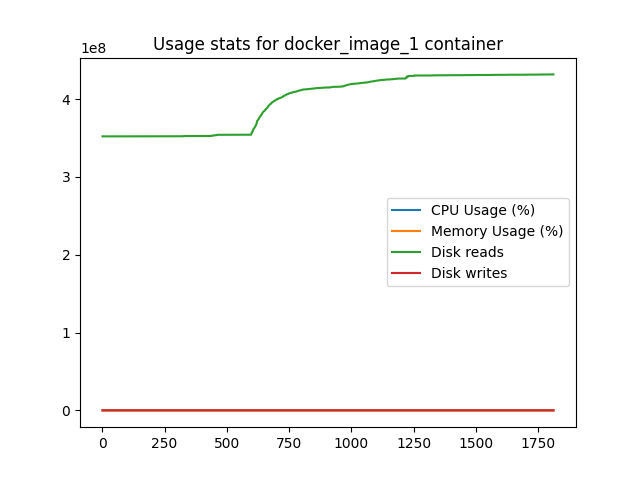 Usage stats for docker_image_1 container
1e8
4
3
2
1
0
CPU Usage (%)
Memory Usage (%)
Disk reads
Disk writes
0 250 500 750 1000 1250 1500 1750